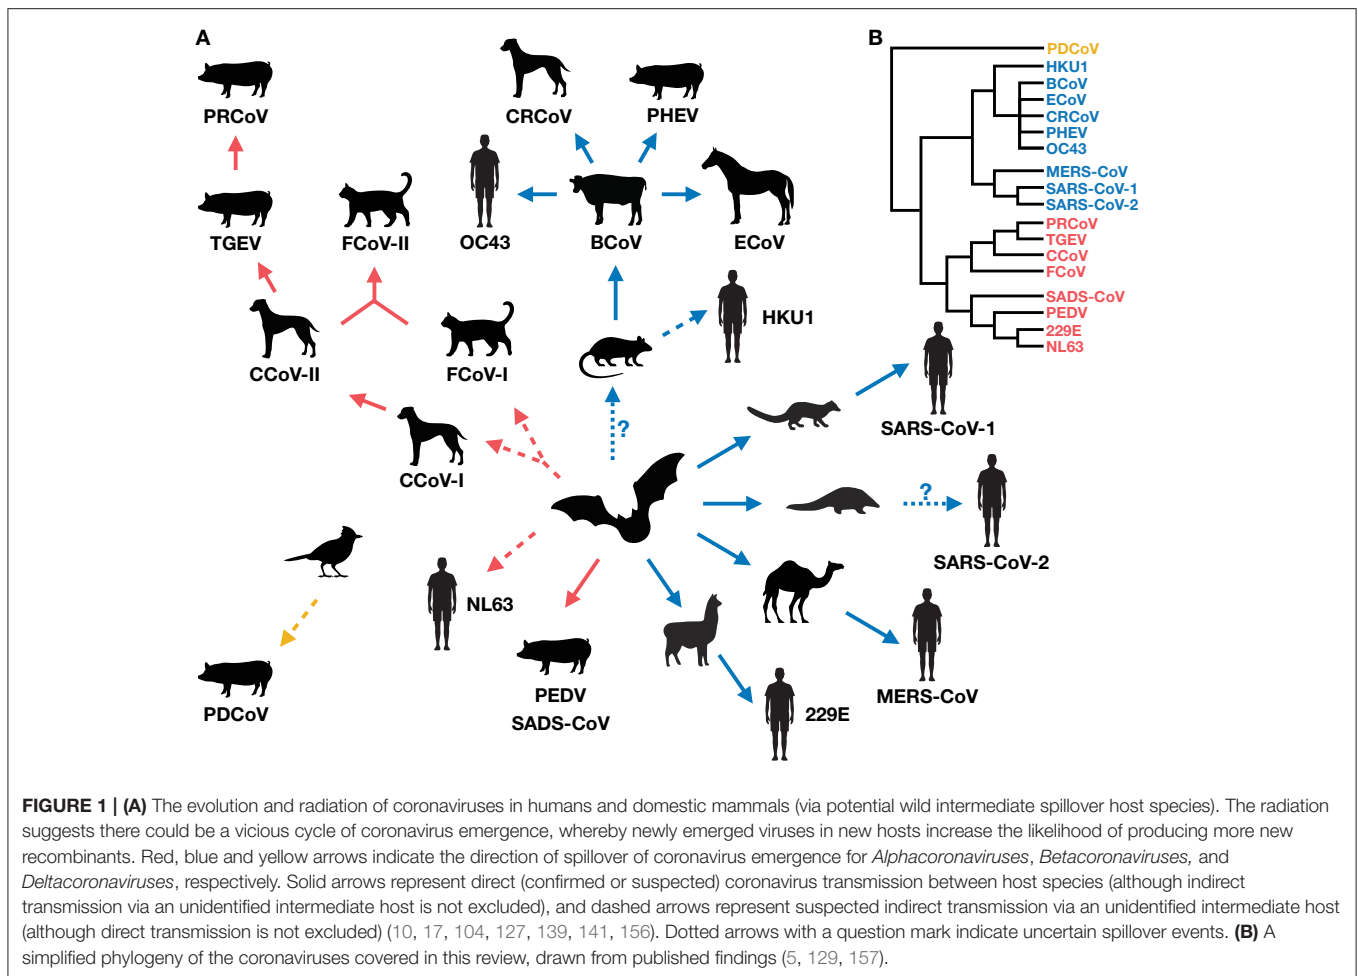 A
PRCoV
TGEV
FCoV-II
CCoV-II
FCoV-I
CCoV-I
CRCoV
PHEV
OC43
BCoV
ECoV
HKU1
?
SARS-CoV-1
?
SARS-CoV-2
MERS-CoV
229E
PEDV
SADS-CoV
NL63
PDCoV
B
PDCoV
HKU1
BCoV
ECoV
CRCoV
PHEV
OC43
MERS-CoV
SARS-CoV-1
SARS-CoV-2
PRCoV
TGEV
CCoV
FCoV
SADS-CoV
PEDV
229E
NL63
FIGURE 1 | (A) The evolution and radiation of coronaviruses in humans and domestic mammals (via potential wild intermediate spillover host species). The radiation
suggests there could be a vicious cycle of coronavirus emergence, whereby newly emerged viruses in new hosts increase the likelihood of producing more new
recombinants. Red, blue and yellow arrows indicate the direction of spillover of coronavirus emergence for Alphacoronaviruses, Betacoronaviruses, and
Deltacoronaviruses, respectively. Solid arrows represent direct (confirmed or suspected) coronavirus transmission between host species (although indirect
transmission via an unidentified intermediate host is not excluded), and dashed arrows represent suspected indirect transmission via an unidentified intermediate host
(although direct transmission is not excluded) (10, 17, 104, 127, 139, 141, 156). Dotted arrows with a question mark indicate uncertain spillover events. (B) A
simplified phylogeny of the coronaviruses covered in this review, drawn from published findings (5, 129, 157).